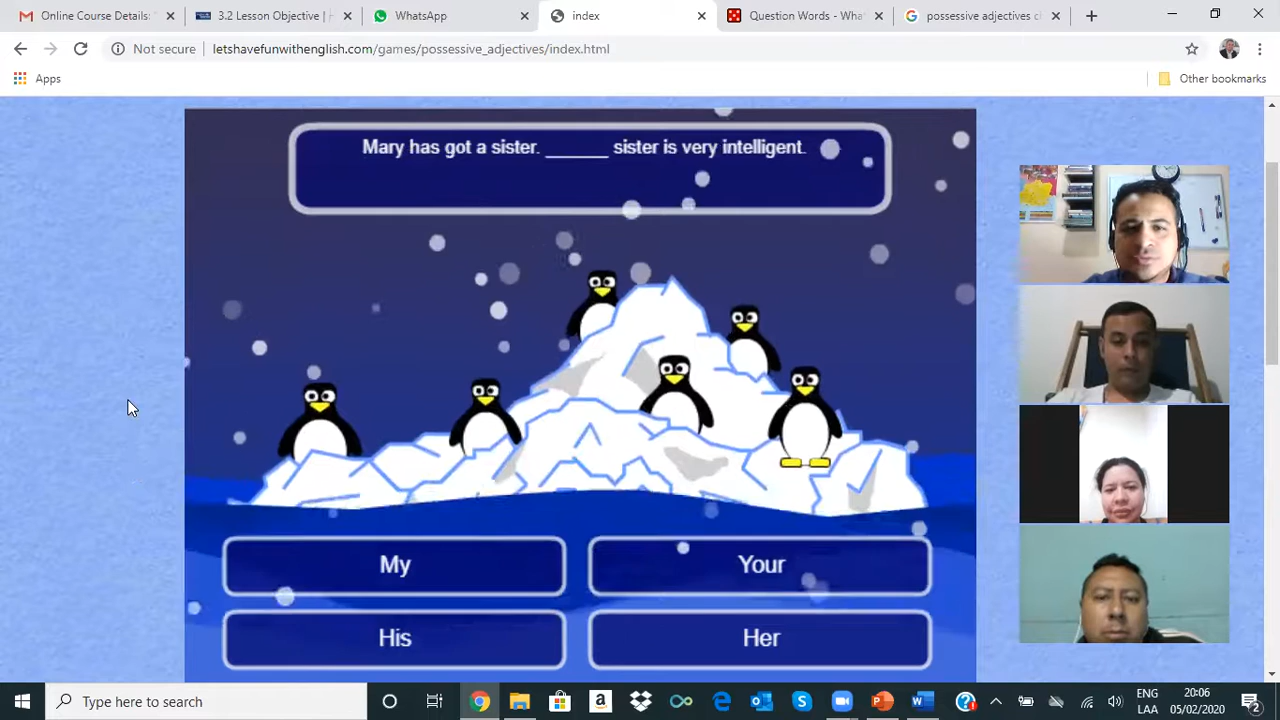 Online Course Details:
3.2 Lesson Objective |
WhatsApp
index
Question Words - Wha
possessive adjectives c
Not secure
letshavefunwithenglish.com/games/possessive_adjectives/index.html
Apps
Other bookmarks
Mary has got a sister. ______ sister is very intelligent.
My
Your
His
Her
Type here to search
ENG
LAA
20:06
05/02/2020
2